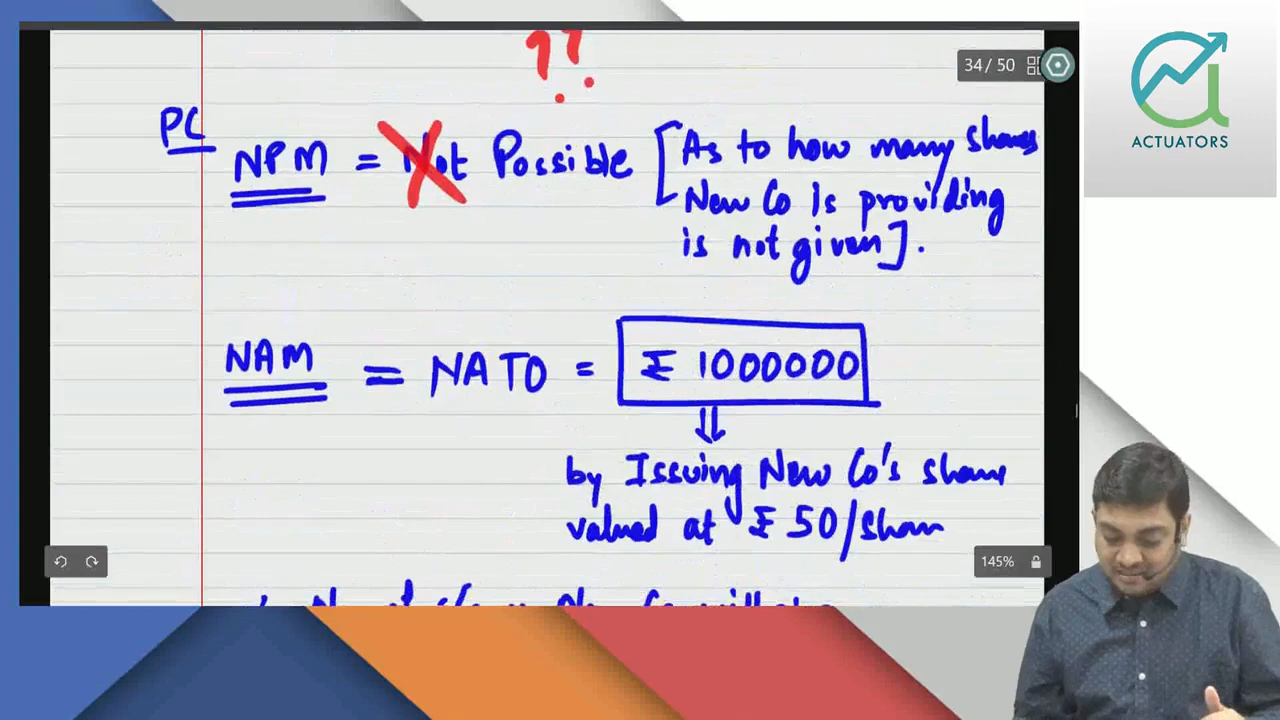 ??
34 / 50
ACTUATORS
PC
NPM = Not Possible [As to how many shares
New Co is providing
is not given].
NAM = NATO = ₹ 1000000
⇓
by Issuing New Co's share
valued at ₹ 50/share
145%